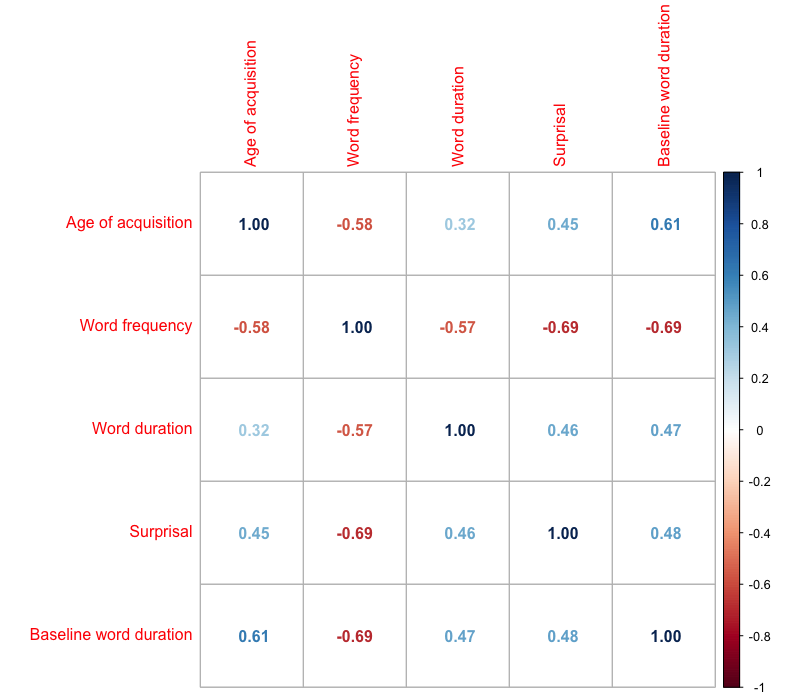 Age of acquisition
Word frequency
Word duration
Surprisal
Baseline word duration
Age of acquisition 1.00 -0.58 0.32 0.45 0.61
Word frequency -0.58 1.00 -0.57 -0.69 -0.69
Word duration 0.32 -0.57 1.00 0.46 0.47
Surprisal 0.45 -0.69 0.46 1.00 0.48
Baseline word duration 0.61 -0.69 0.47 0.48 1.00
1
0.8
0.6
0.4
0.2
0
-0.2
-0.4
-0.6
-0.8
-1